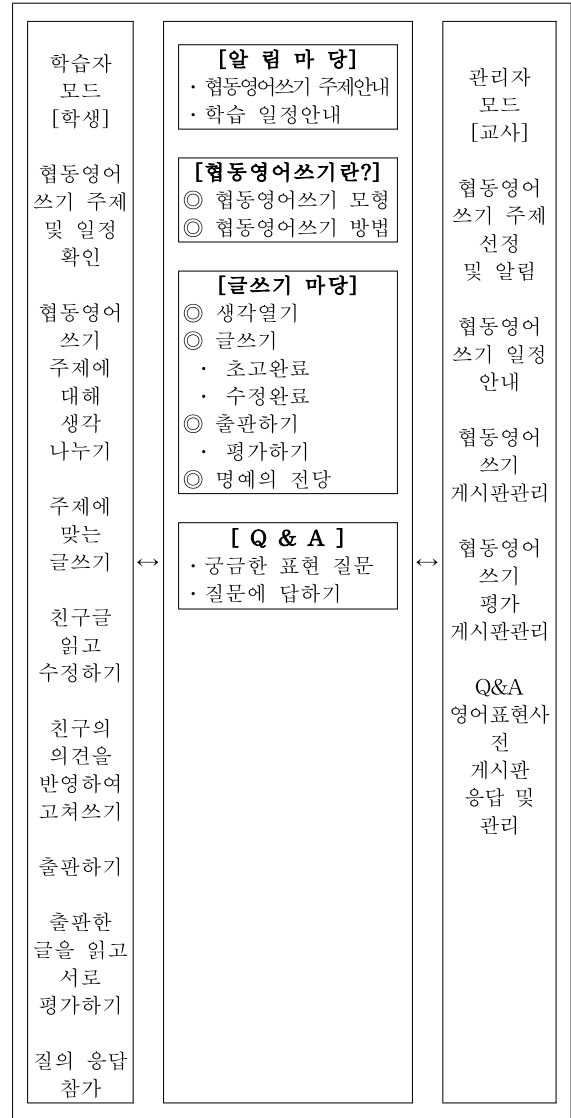 학습자
모드
[학생]
협동영어
쓰기 주제
및 일정
확인
협동영어
쓰기
주제에
대해
생각
나누기
주제에
맞는
글쓰기
친구글
읽고
수정하기
친구의
의견을
반영하여
고쳐쓰기
출판하기
출판한
글을 읽고
서로
평가하기
질의 응답
참가
↔
[알 림 마 당]
· 협동영어쓰기 주제안내
· 학습 일정안내
[협동영어쓰기란?]
◎ 협동영어쓰기 모형
◎ 협동영어쓰기 방법
[글쓰기 마당]
◎ 생각열기
◎ 글쓰기
· 초고완료
· 수정완료
◎ 출판하기
· 평가하기
◎ 명예의 전당
[ Q & A ]
· 궁금한 표현 질문
· 질문에 답하기
↔
관리자
모드
[교사]
협동영어
쓰기 주제
선정
및 알림
협동영어
쓰기 일정
안내
협동영어
쓰기
게시판관리
협동영어
쓰기
평가
게시판관리
Q&A
영어표현사
전
게시판
응답 및
관리